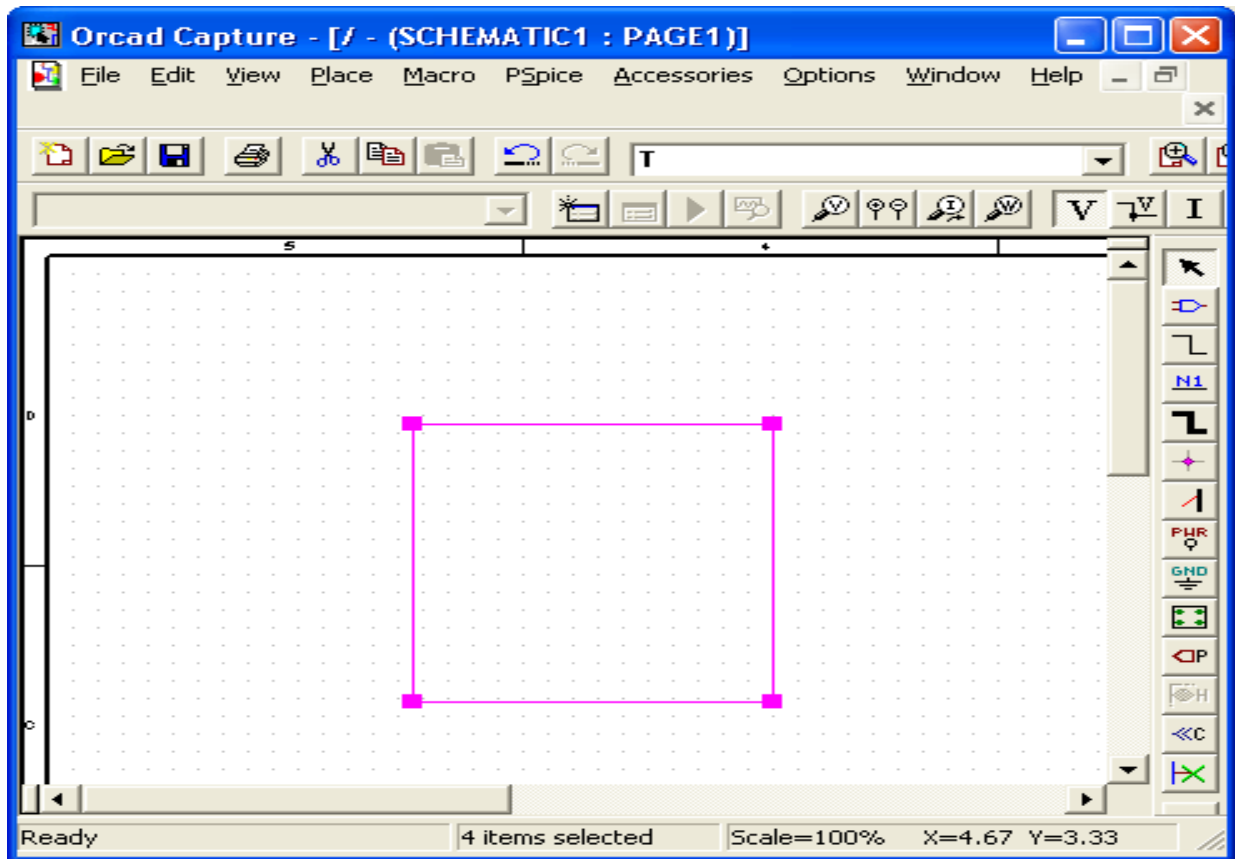 Orcad Capture - [/ - (SCHEMATIC1 : PAGE1)]
File Edit View Place Macro PSpice Accessories Options Window Help
T
V I W V V I
5 4
N1
D
PWR
GND
P
H
C
C
Ready 4 items selected Scale=100% X=4.67 Y=3.33